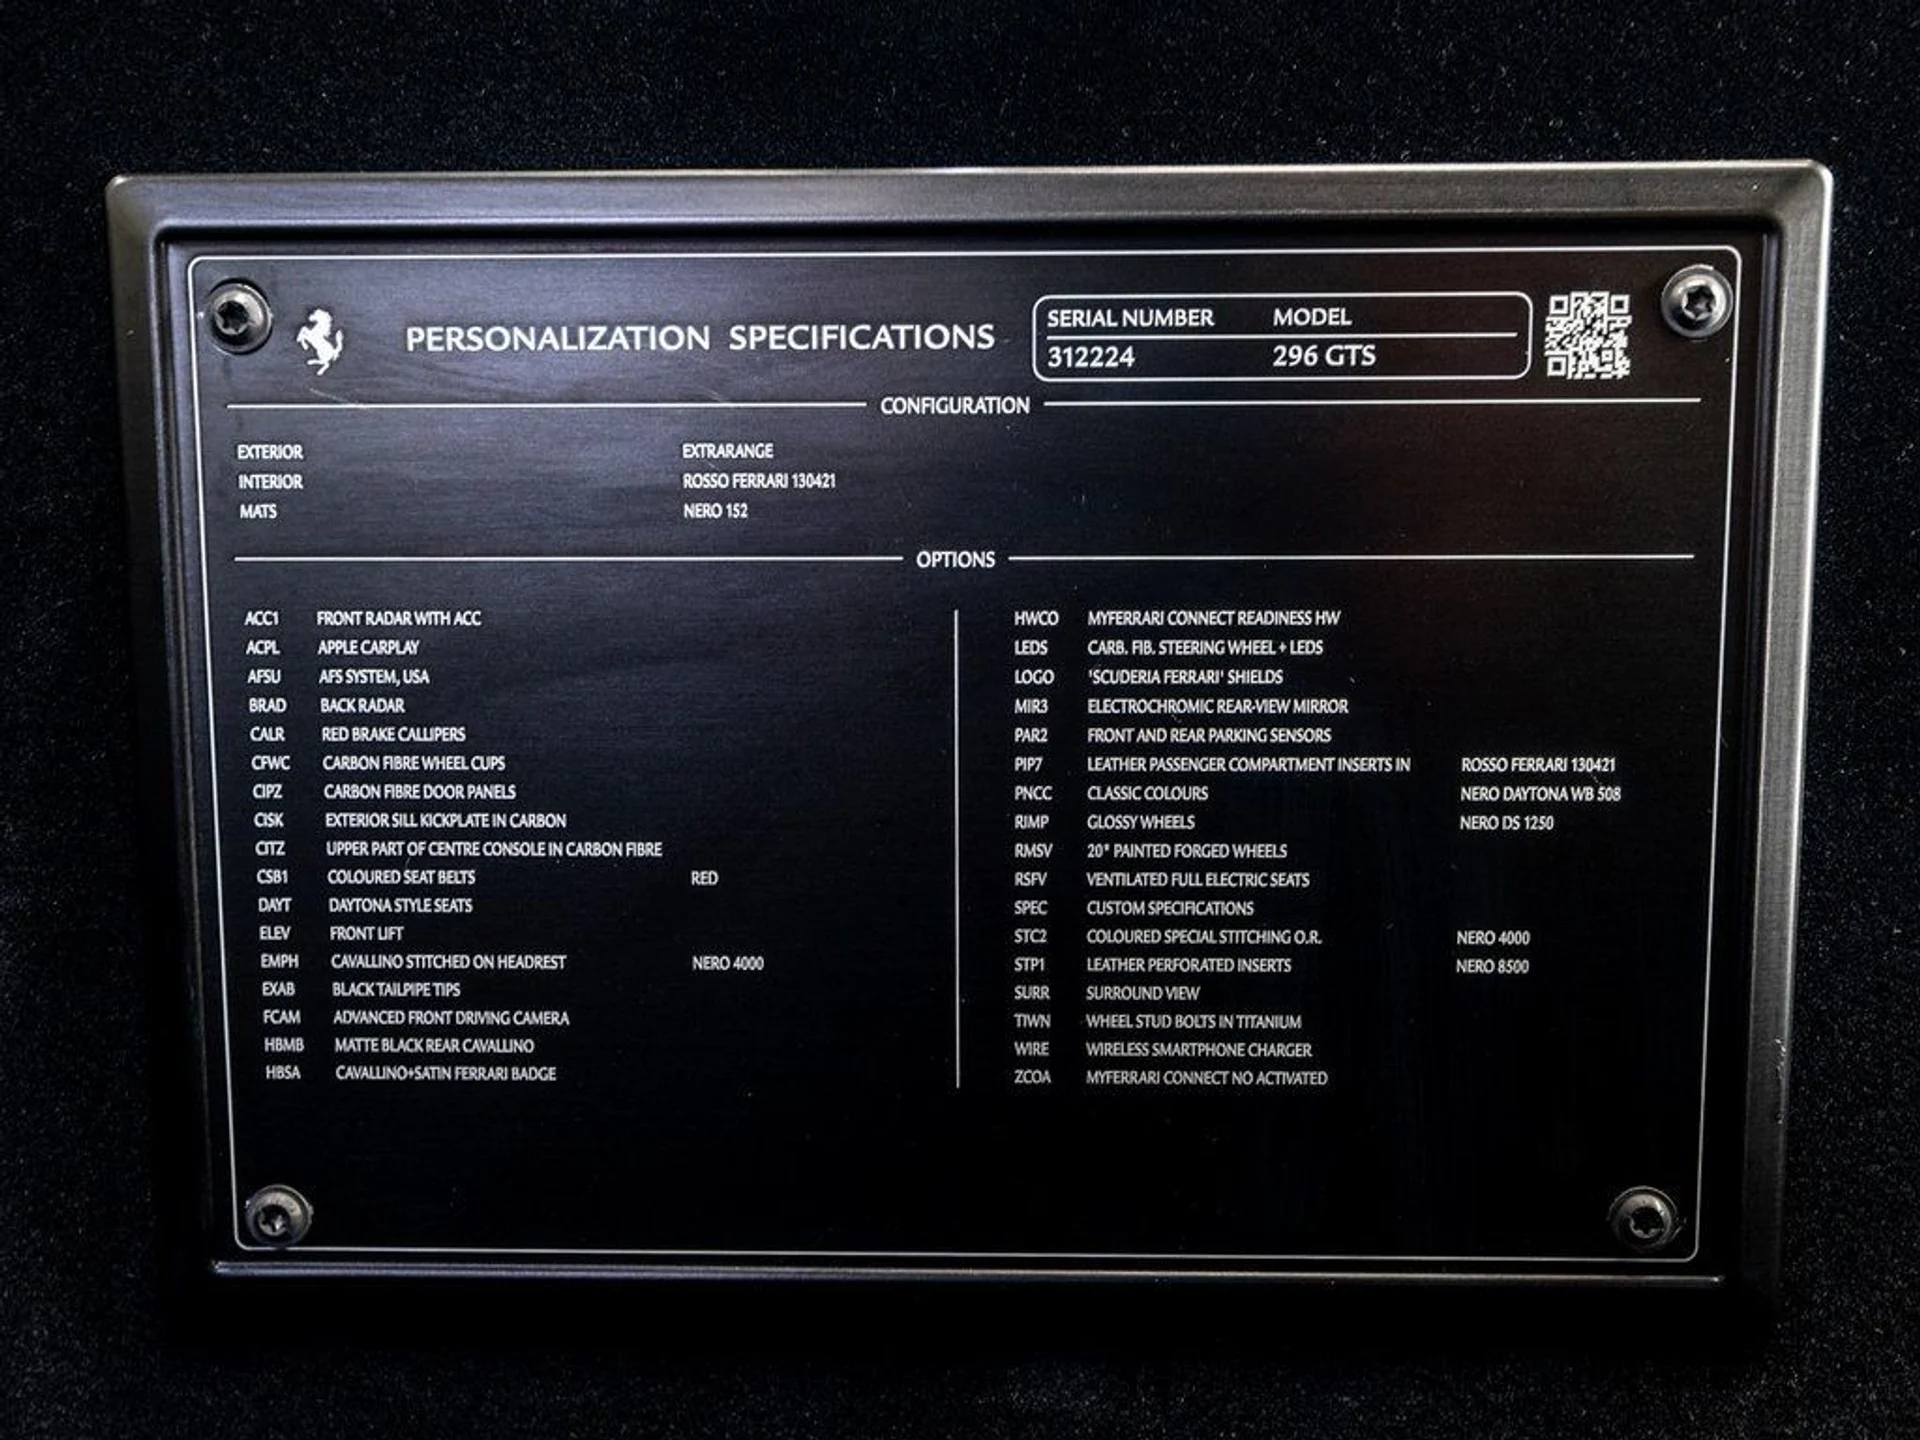 PERSONALIZATION SPECIFICATIONS
SERIAL NUMBER MODEL
312224 296 GTS
CONFIGURATION
EXTERIOR EXTRARANGE
INTERIOR ROSSO FERRARI 130421
MATS NERO 152
OPTIONS
ACC1 FRONT RADAR WITH ACC
ACPL APPLE CARPLAY
AFSU AFS SYSTEM, USA
BRAD BACK RADAR
CALR RED BRAKE CALLIPERS
CFWC CARBON FIBRE WHEEL CUPS
CIPZ CARBON FIBRE DOOR PANELS
CISK EXTERIOR SILL KICKPLATE IN CARBON
CITZ UPPER PART OF CENTRE CONSOLE IN CARBON FIBRE
CSB1 COLOURED SEAT BELTS RED
DAYT DAYTONA STYLE SEATS
ELEV FRONT LIFT
EMPH CAVALLINO STITCHED ON HEADREST NERO 4000
EXAB BLACK TAILPIPE TIPS
FCAM ADVANCED FRONT DRIVING CAMERA
HBMB MATTE BLACK REAR CAVALLINO
HBSA CAVALLINO+SATIN FERRARI BADGE
HWCO MYFERRARI CONNECT READINESS HW
LEDS CARB. FIB. STEERING WHEEL + LEDS
LOGO 'SCUDERIA FERRARI' SHIELDS
MIR3 ELECTROCHROMIC REAR-VIEW MIRROR
PAR2 FRONT AND REAR PARKING SENSORS
PIP7 LEATHER PASSENGER COMPARTMENT INSERTS IN ROSSO FERRARI 130421
PNCC CLASSIC COLOURS NERO DAYTONA WB 508
RIMP GLOSSY WHEELS NERO DS 1250
RMSV 20" PAINTED FORGED WHEELS
RSFV VENTILATED FULL ELECTRIC SEATS
SPEC CUSTOM SPECIFICATIONS
STC2 COLOURED SPECIAL STITCHING O.R. NERO 4000
STP1 LEATHER PERFORATED INSERTS NERO 8500
SURR SURROUND VIEW
TIWN WHEEL STUD BOLTS IN TITANIUM
WIRE WIRELESS SMARTPHONE CHARGER
ZCOA MYFERRARI CONNECT NO ACTIVATED